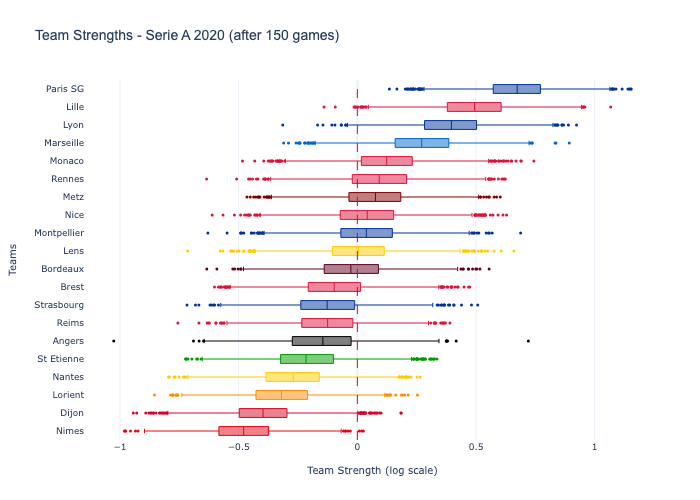 Team Strengths - Serie A 2020 (after 150 games)
Paris SG
Lille
Lyon
Marseille
Monaco
Rennes
Metz
Nice
Montpellier
Lens
Bordeaux
Brest
Strasbourg
Reims
Angers
St Etienne
Nantes
Lorient
Dijon
Nimes
Teams
−1
−0.5
0
0.5
1
Team Strength (log scale)